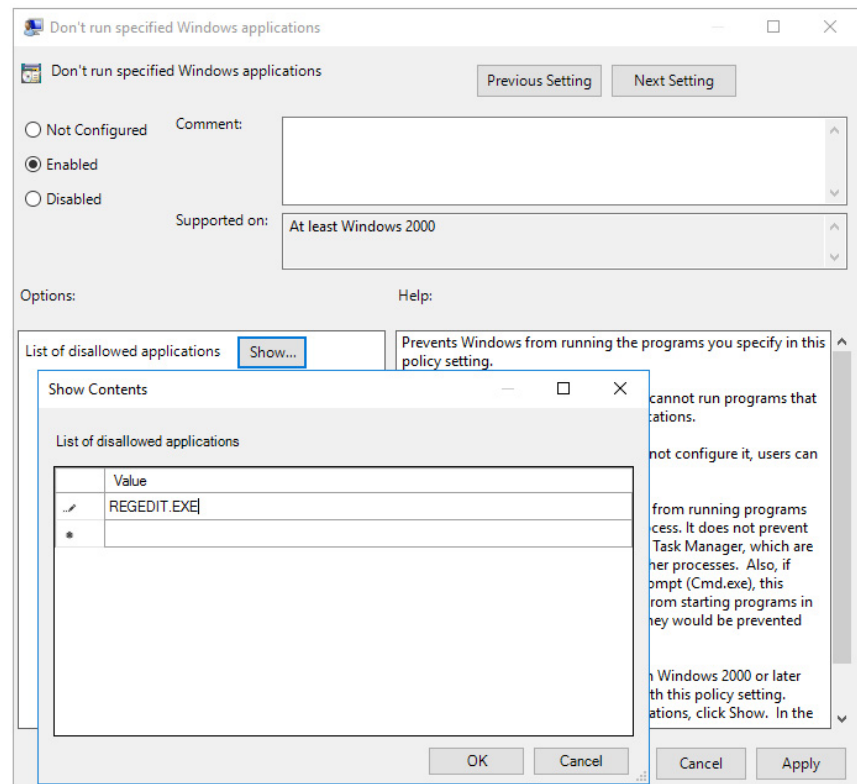 Don't run specified Windows applications
Don't run specified Windows applications
Previous Setting
Next Setting
Not Configured
Comment:
Enabled
Disabled
Supported on:
At least Windows 2000
Options:
Help:
List of disallowed applications
Show...
Prevents Windows from running the programs you specify in this
policy setting.
cannot run programs that
cations.
not configure it, users can
from running programs
cess. It does not prevent
Task Manager, which are
her processes.  Also, if
ompt (Cmd.exe), this
rom starting programs in
hey would be prevented
Windows 2000 or later
th this policy setting.
ations, click Show.  In the
Show Contents
List of disallowed applications
Value
REGEDIT.EXE
OK
Cancel
Cancel
Apply